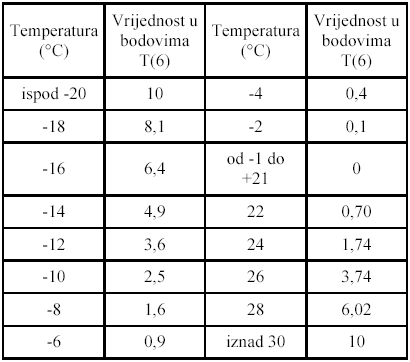 Temperatura (°C) Vrijednost u bodovima T(6) Temperatura (°C) Vrijednost u bodovima T(6)
ispod -20 10 -4 0,4
-18 8,1 -2 0,1
-16 6,4 od -1 do +21 0
-14 4,9 22 0,70
-12 3,6 24 1,74
-10 2,5 26 3,74
-8 1,6 28 6,02
-6 0,9 iznad 30 10